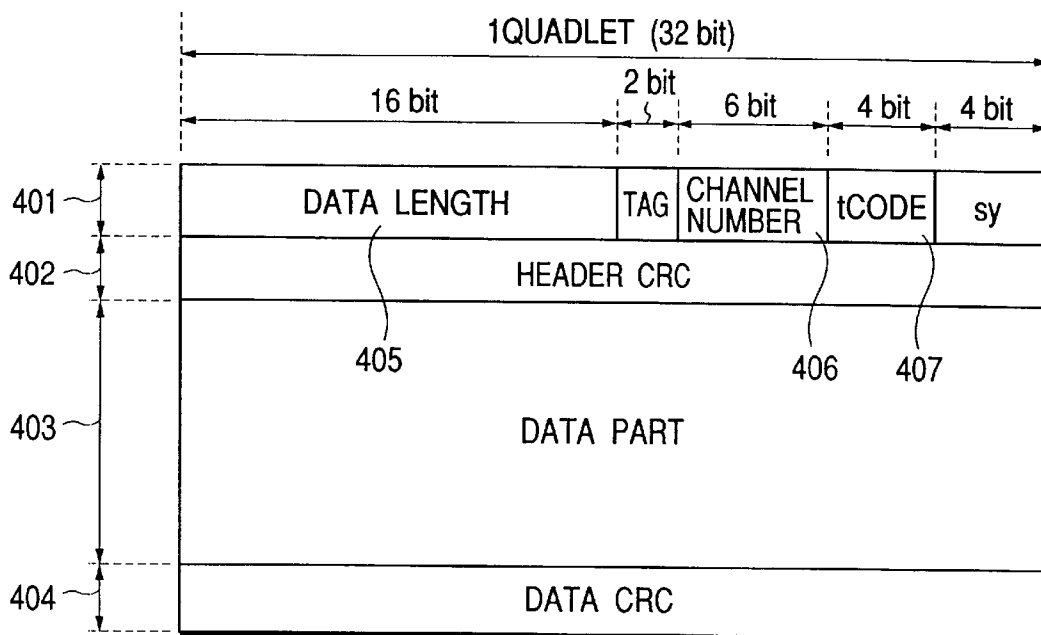 1QUADLET (32 bit)
16 bit 2 bit 6 bit 4 bit 4 bit
401 DATA LENGTH TAG CHANNEL NUMBER tCODE sy
402 HEADER CRC
405 406 407
403 DATA PART
404 DATA CRC